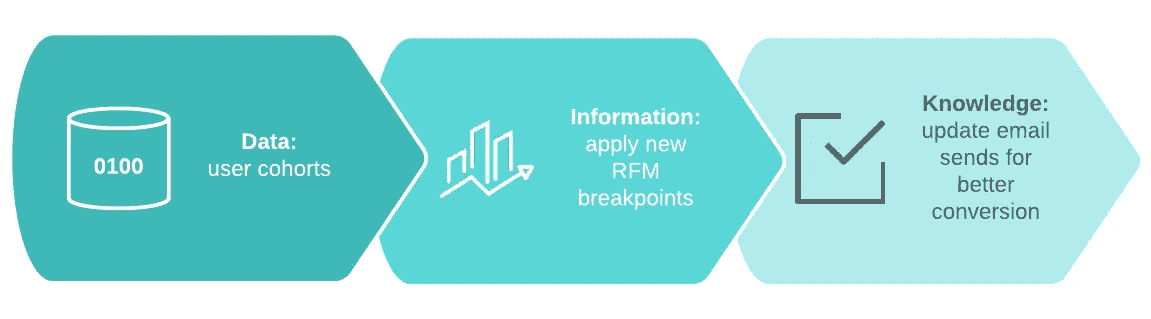 0100
Data:
user cohorts
Information:
apply new
RFM
breakpoints
Knowledge:
update email
sends for
better
conversion